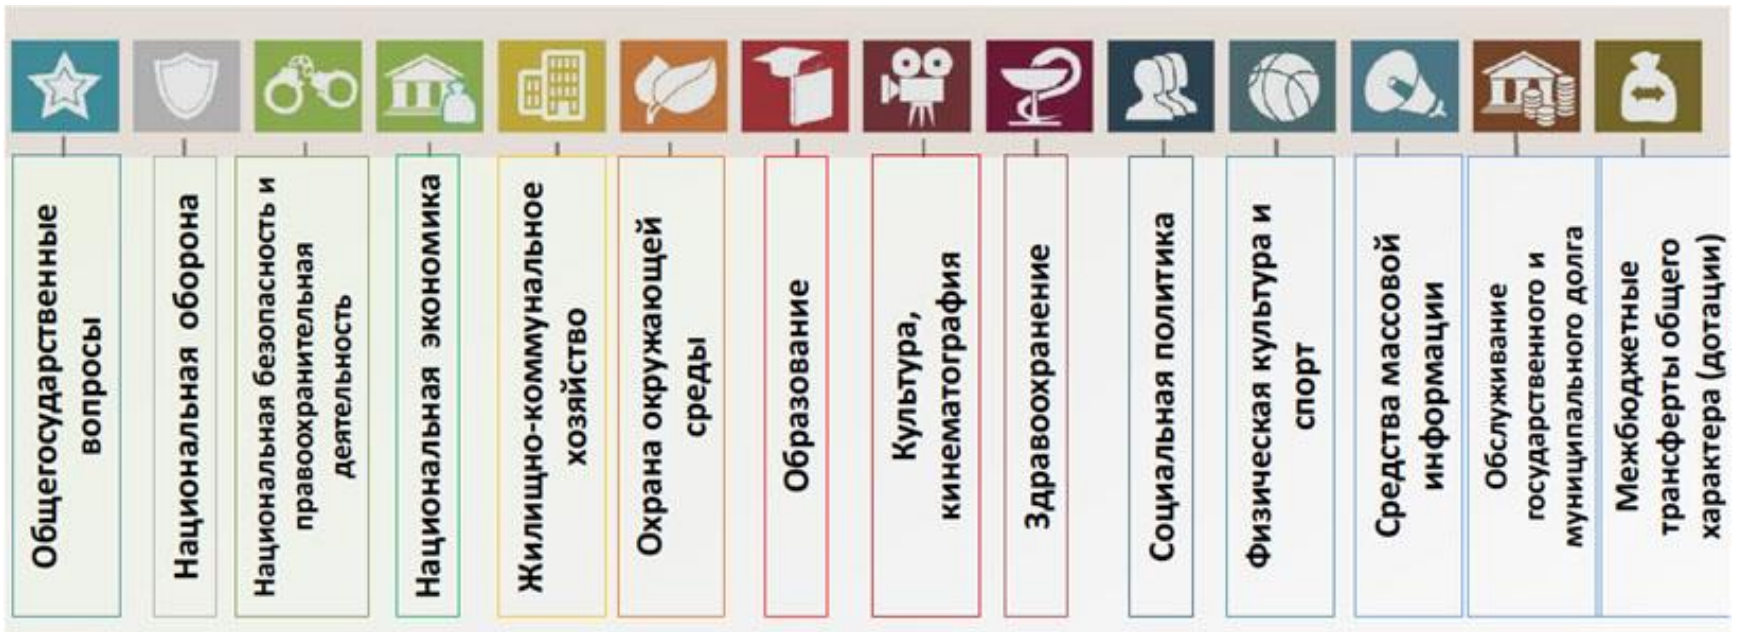 Общегосударственные
вопросы
Национальная оборона
Национальная безопасность и
правоохранительная
деятельность
Национальная экономика
Жилищно-коммунальное
хозяйство
Охрана окружающей
среды
Образование
Культура,
кинематография
Здравоохранение
Социальная политика
Физическая культура и
спорт
Средства массовой
информации
Обслуживание
государственного и
муниципального долга
Межбюджетные
трансферты общего
характера (дотации)